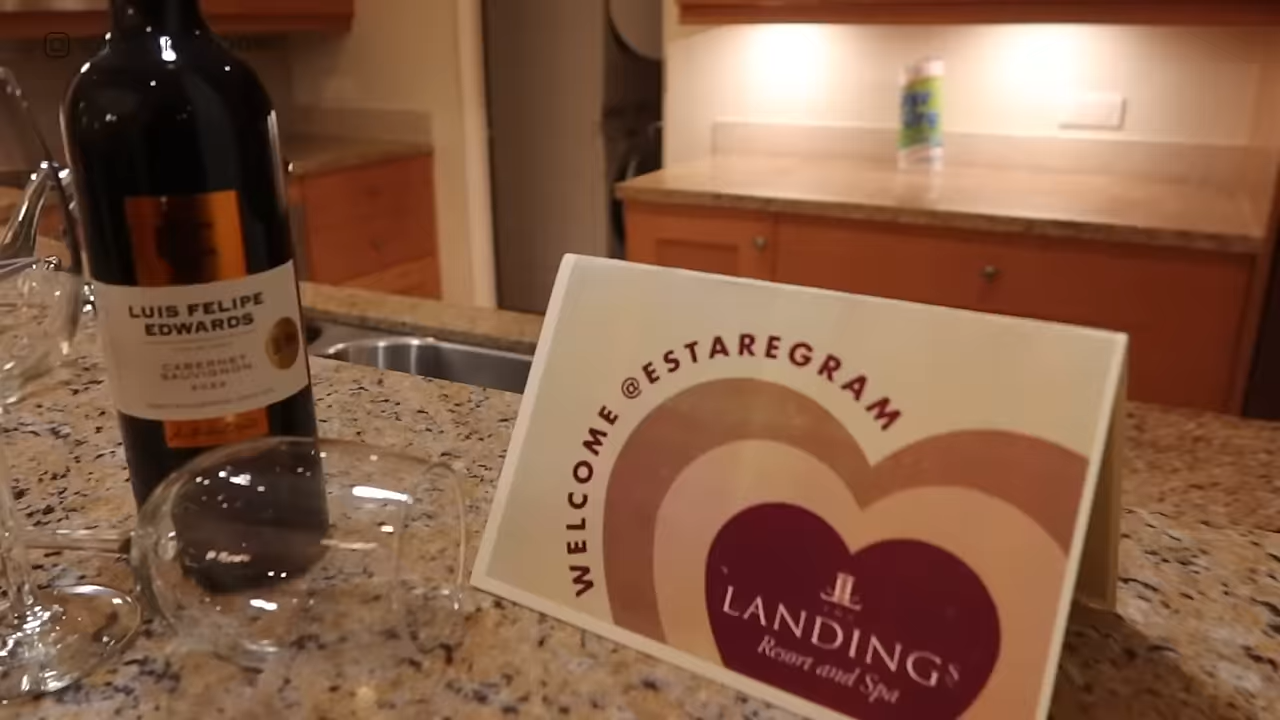 LUIS FELIPE
EDWARDS
CABERNET
SAUVIGNON
WELCOME @ESTAREGRAM
THE
LANDINGS
Resort and Spa